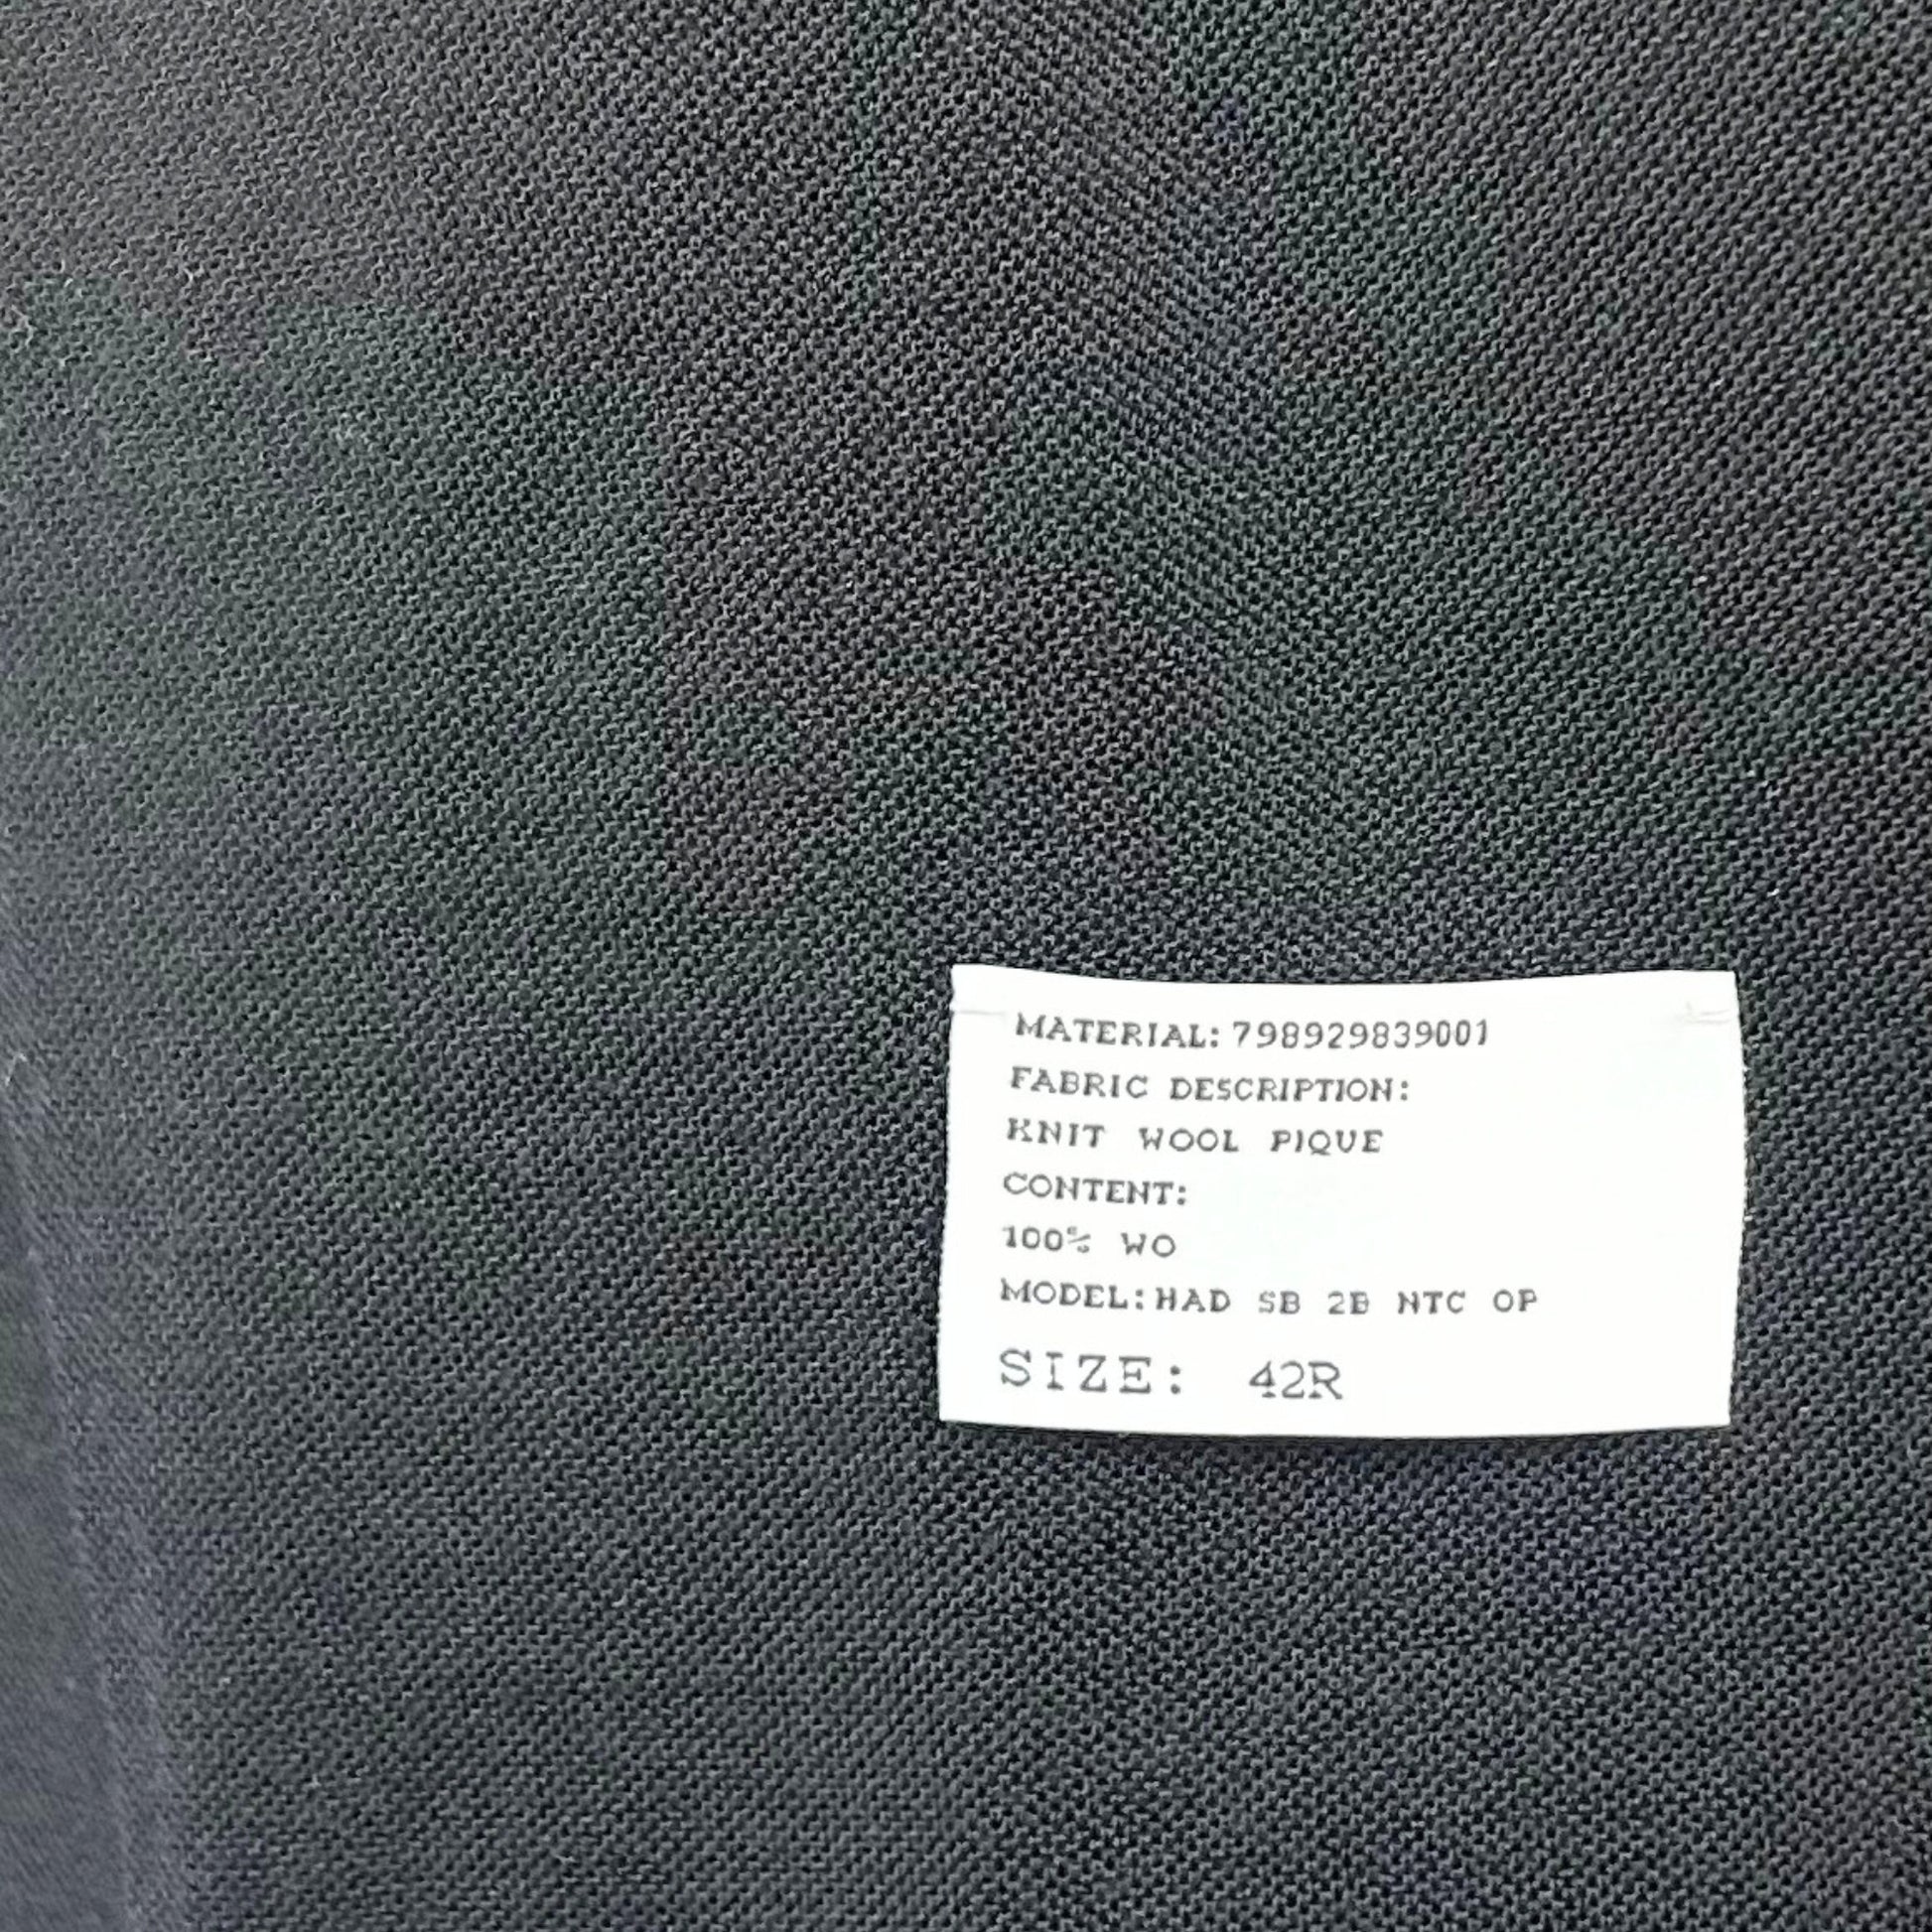 MATERIAL:798929839001
FABRIC DESCRIPTION:
KNIT WOOL PIQUE
CONTENT:
100% WO
MODEL:HAD SB 2B NTC OP
SIZE: 42R